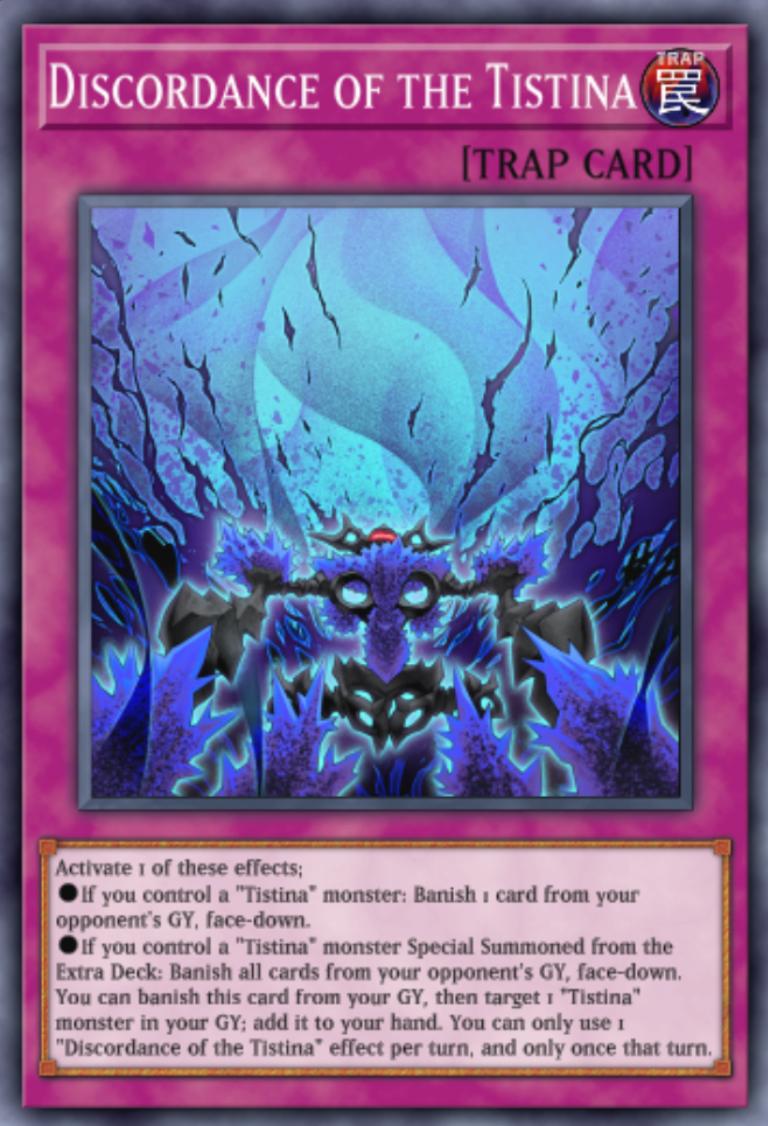 DISCORDANCE OF THE TISTINA
TRAP
罠
[TRAP CARD]
Activate 1 of these effects;
●If you control a "Tistina" monster: Banish 1 card from your
opponent's GY, face-down.
●If you control a "Tistina" monster Special Summoned from the
Extra Deck: Banish all cards from your opponent's GY, face-down.
You can banish this card from your GY, then target 1 "Tistina"
monster in your GY; add it to your hand. You can only use 1
"Discordance of the Tistina" effect per turn, and only once that turn.